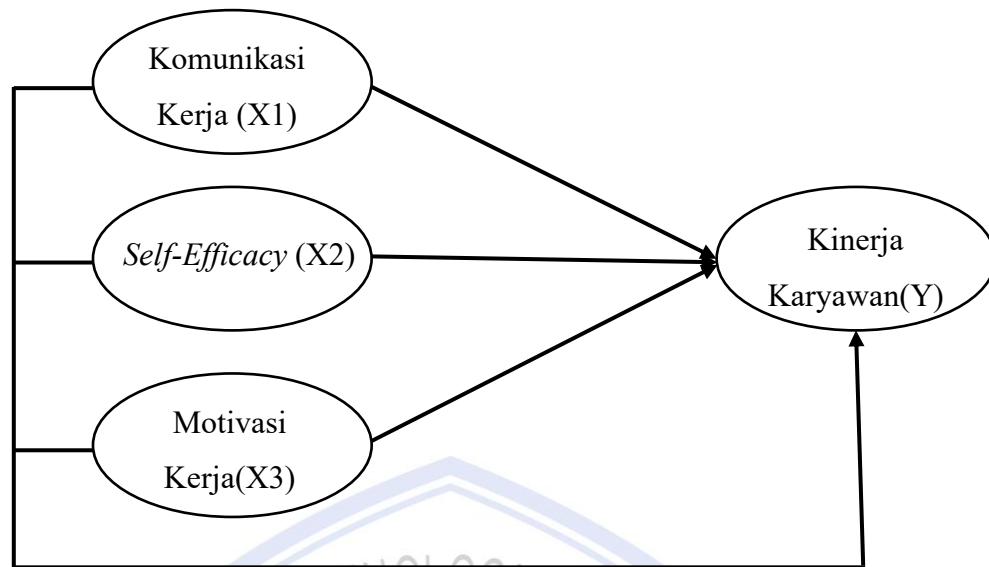 Komunikasi
Kerja (X1)
Self-Efficacy (X2)
Kinerja
Karyawan(Y)
Motivasi
Kerja(X3)